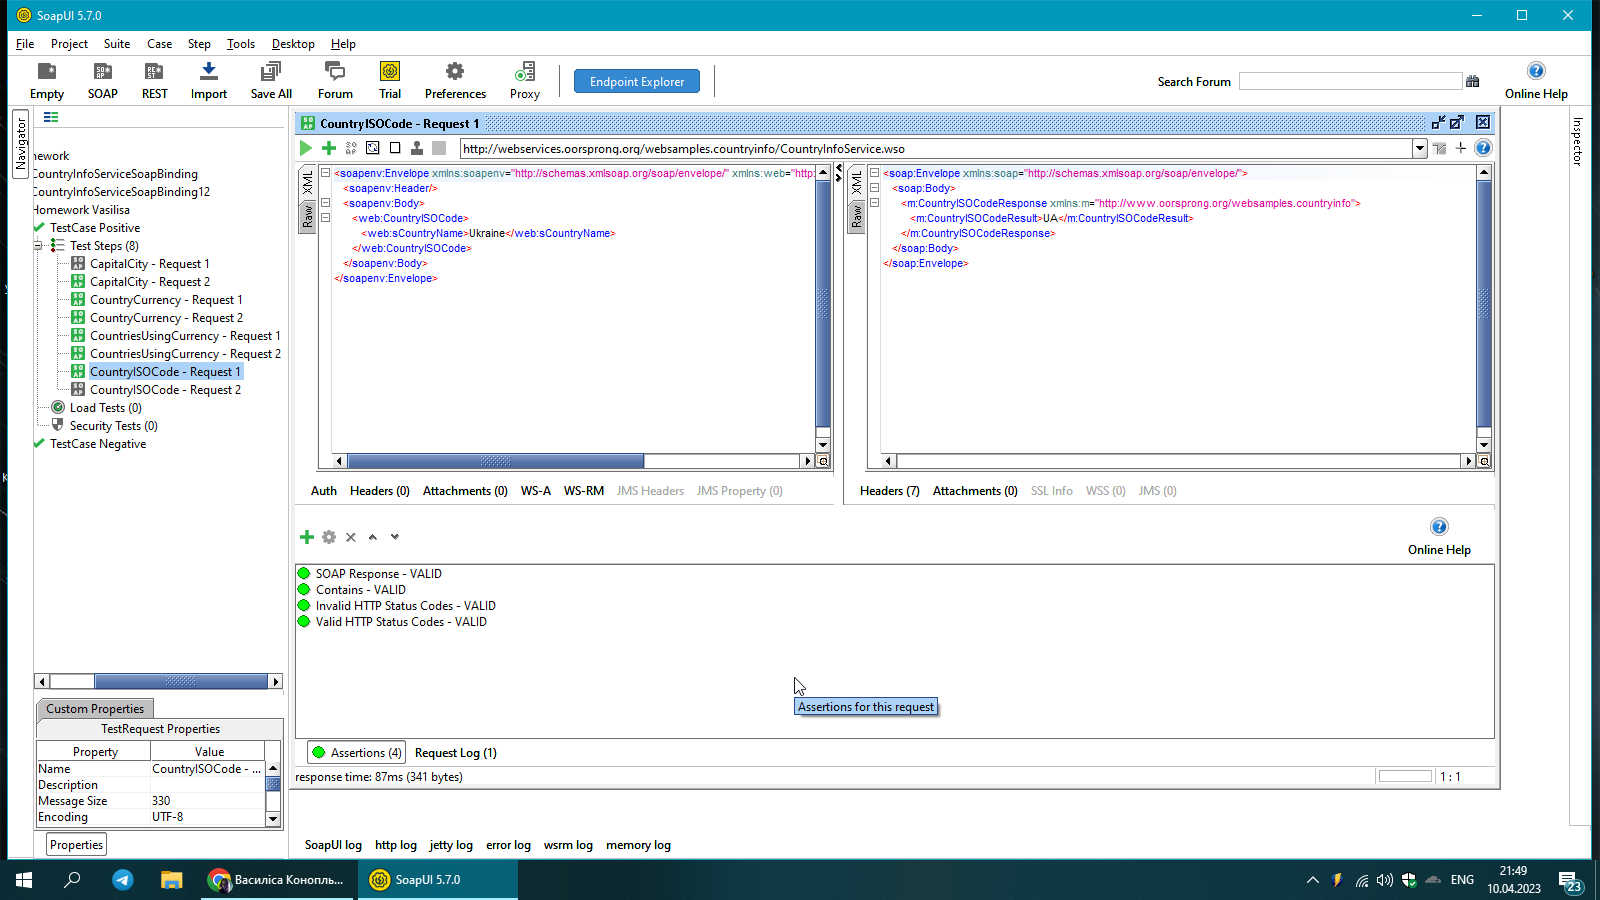 SoapUI 5.7.0
File Project Suite Case Step Tools Desktop Help
Empty SOAP REST Import Save All Forum Trial Preferences Proxy
Endpoint Explorer
Search Forum
Online Help
Navigator
Inspector
mework
CountryInfoServiceSoapBinding
CountryInfoServiceSoapBinding12
Homework Vasilisa
TestCase Positive
Test Steps (8)
CapitalCity - Request 1
CapitalCity - Request 2
CountryCurrency - Request 1
CountryCurrency - Request 2
CountriesUsingCurrency - Request 1
CountriesUsingCurrency - Request 2
CountryISOCode - Request 1
CountryISOCode - Request 2
Load Tests (0)
Security Tests (0)
TestCase Negative
Custom Properties
TestRequest Properties
Property Value
Name CountryISOCode - ...
Description
Message Size 330
Encoding UTF-8
Properties
CountryISOCode - Request 1
http://webservices.oorsprong.org/websamples.countryinfo/CountryInfoService.wso
XML
Raw
<soapenv:Envelope xmlns:soapenv="http://schemas.xmlsoap.org/soap/envelope/" xmlns:web="http:
<soapenv:Header/>
<soapenv:Body>
<web:CountryISOCode>
<web:sCountryName>Ukraine</web:sCountryName>
</web:CountryISOCode>
</soapenv:Body>
</soapenv:Envelope>
XML
Raw
<soap:Envelope xmlns:soap="http://schemas.xmlsoap.org/soap/envelope/">
<soap:Body>
<m:CountryISOCodeResponse xmlns:m="http://www.oorsprong.org/websamples.countryinfo">
<m:CountryISOCodeResult>UA</m:CountryISOCodeResult>
</m:CountryISOCodeResponse>
</soap:Body>
</soap:Envelope>
Auth Headers (0) Attachments (0) WS-A WS-RM JMS Headers JMS Property (0)
Headers (7) Attachments (0) SSL Info WSS (0) JMS (0)
Online Help
SOAP Response - VALID
Contains - VALID
Invalid HTTP Status Codes - VALID
Valid HTTP Status Codes - VALID
Assertions for this request
Assertions (4) Request Log (1)
response time: 87ms (341 bytes)
1 : 1
SoapUI log http log jetty log error log wsrm log memory log
Василіса Конопль...
SoapUI 5.7.0
ENG
21:49
10.04.2023
23